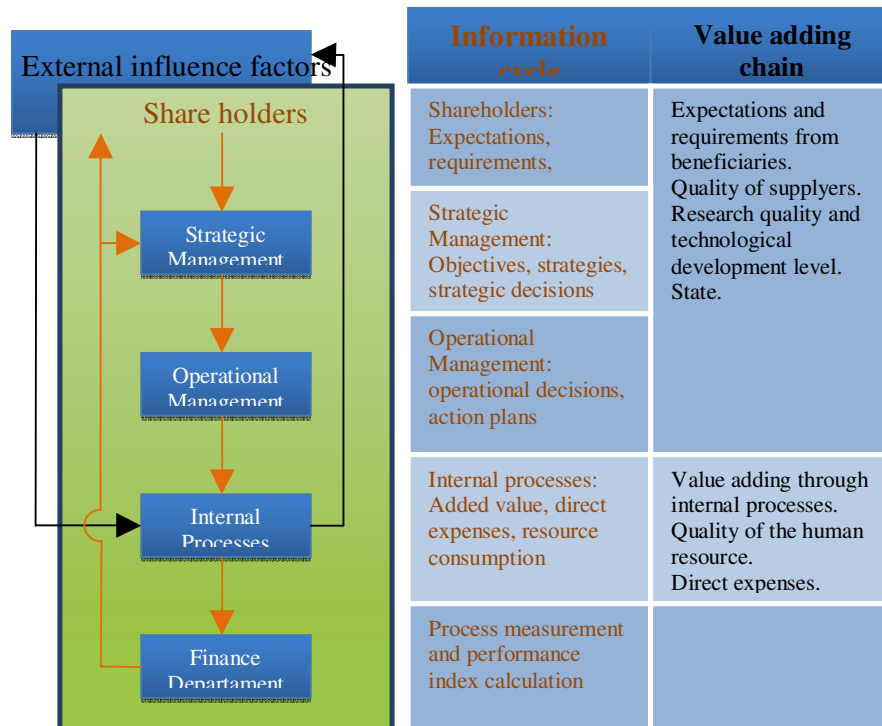 External influence factors
Share holders
Strategic
Management
Operational
Management
Internal
Processes
Finance
Departament
Information
cycle
Value adding
chain
Shareholders:
Expectations,
requirements,
Expectations and
requirements from
beneficiaries.
Quality of supplyers.
Research quality and
technological
development level.
State.
Strategic
Management:
Objectives, strategies,
strategic decisions
Operational
Management:
operational decisions,
action plans
Internal processes:
Added value, direct
expenses, resource
consumption
Value adding through
internal processes.
Quality of the human
resource.
Direct expenses.
Process measurement
and performance
index calculation